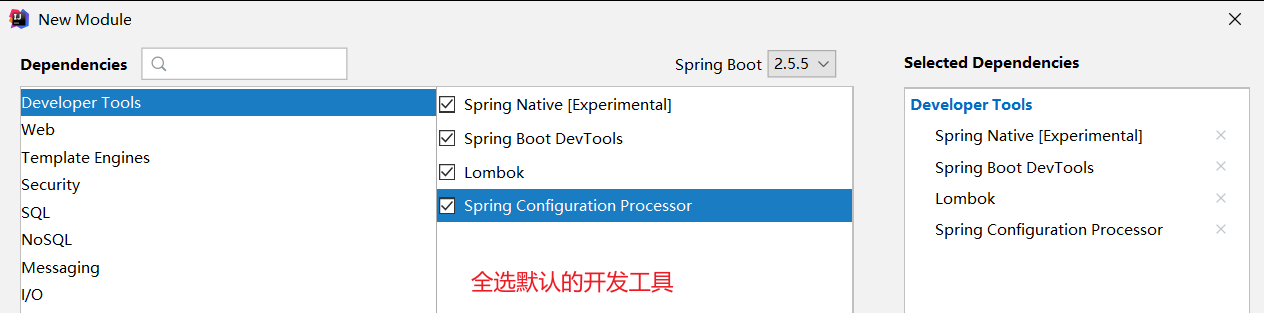 New Module
Dependencies
Spring Boot 2.5.5
Selected Dependencies
Developer Tools
Web
Template Engines
Security
SQL
NoSQL
Messaging
I/O
Spring Native [Experimental]
Spring Boot DevTools
Lombok
Spring Configuration Processor
全选默认的开发工具
Developer Tools
Spring Native [Experimental]
Spring Boot DevTools
Lombok
Spring Configuration Processor